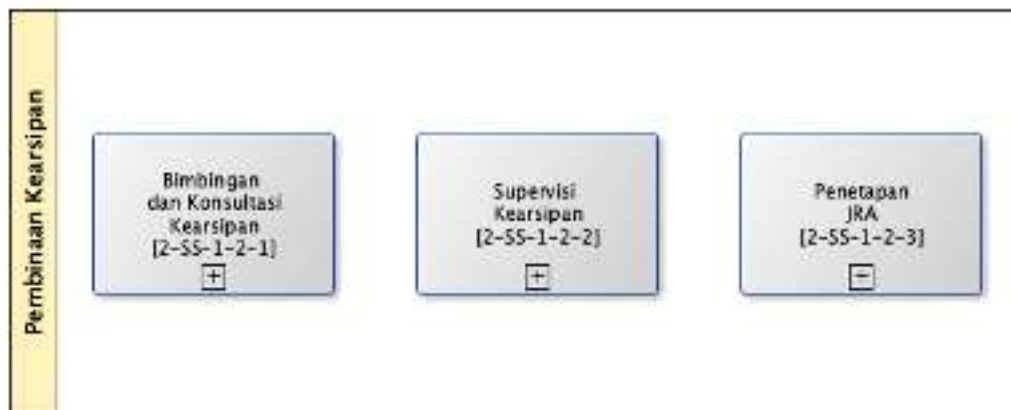 Pembinaan Kearsipan
Bimbingan
dan Konsultasi
Kearsipan
[2-SS-1-2-1]
Supervisi
Kearsipan
[2-SS-1-2-2]
Penetapan
JRA
[2-SS-1-2-3]